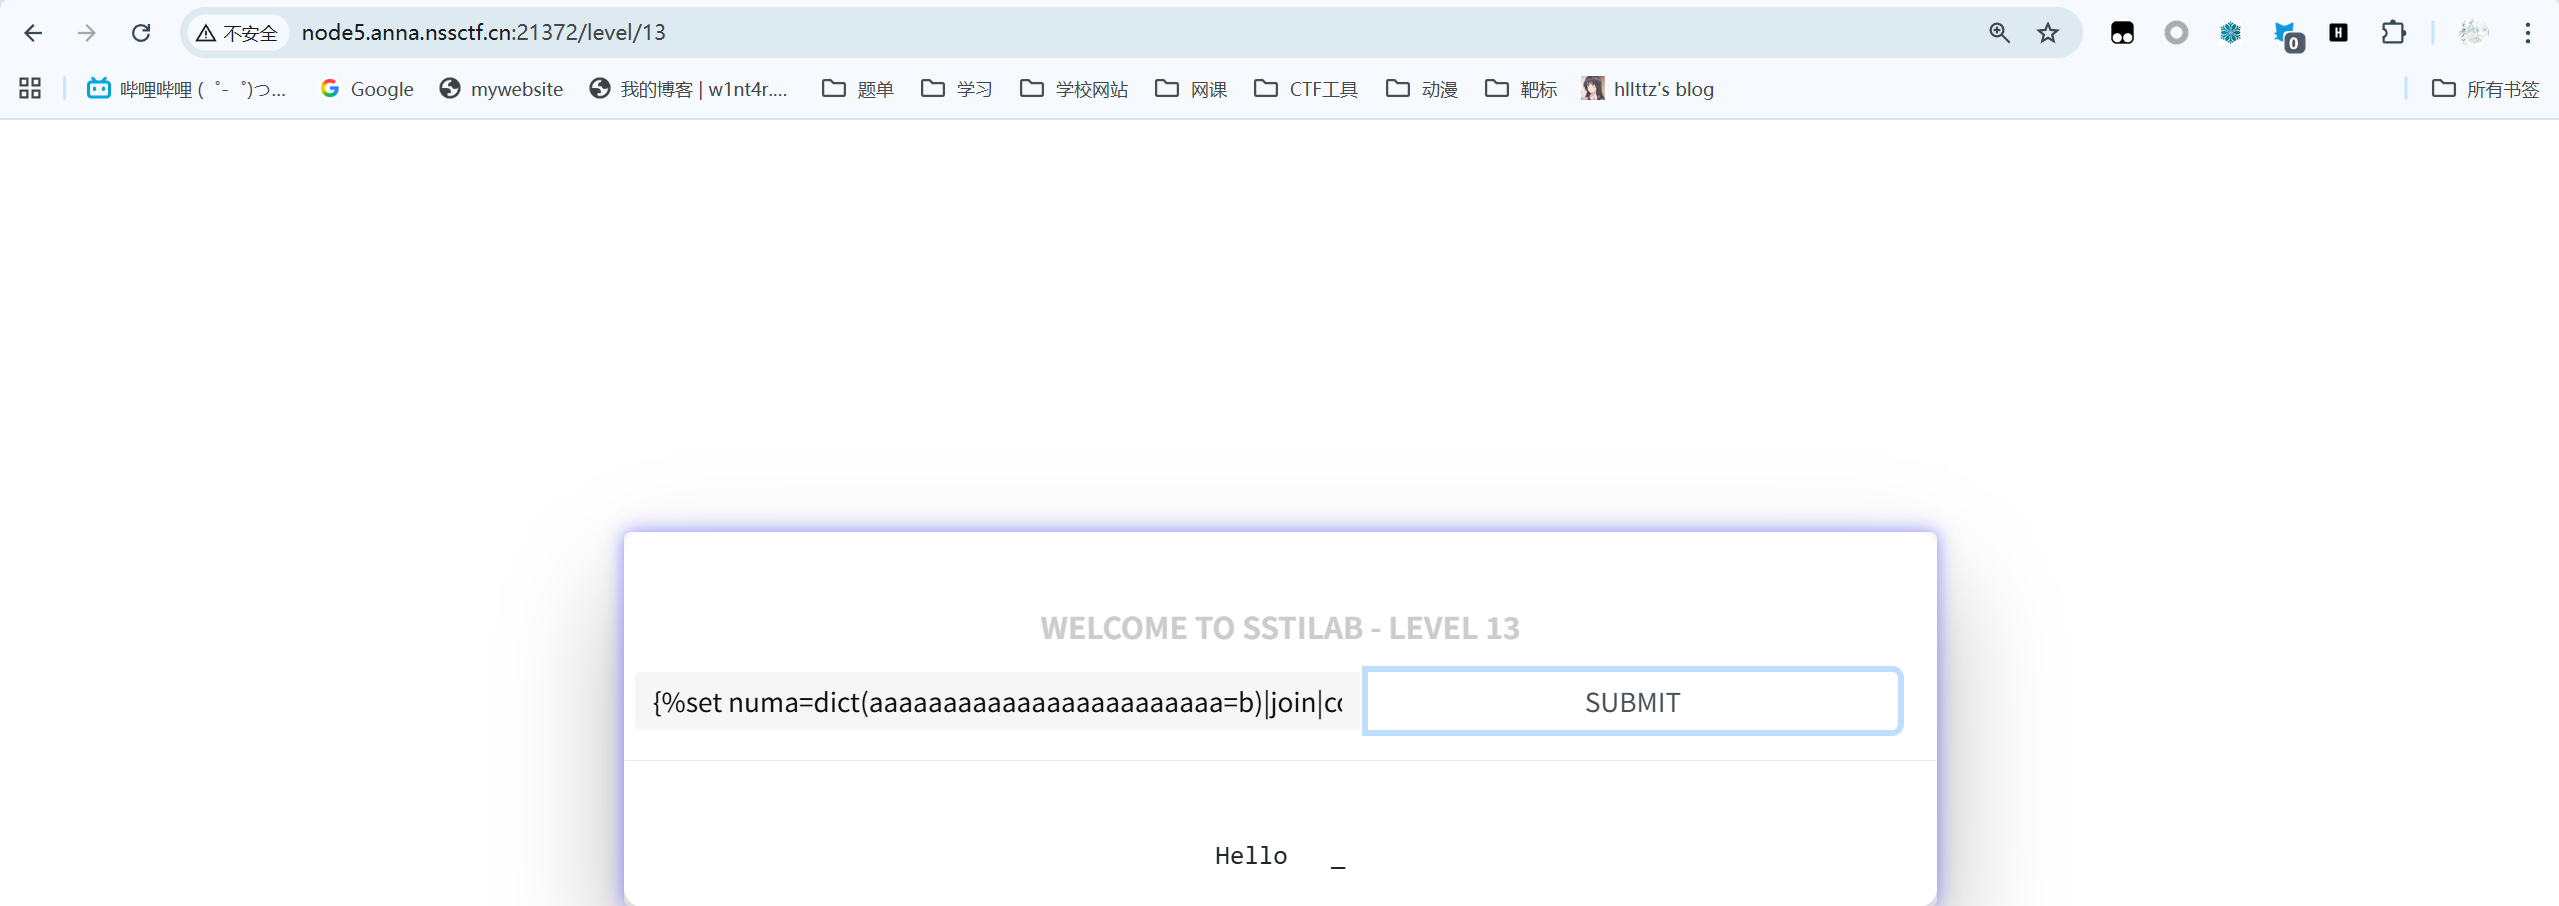 不安全 node5.anna.nssctf.cn:21372/level/13
0
哔哩哔哩 (゜-゜)つ... Google mywebsite 我的博客 | w1nt4r.... 题单 学习 学校网站 网课 CTF工具 动漫 靶标 hllttz's blog 所有书签
WELCOME TO SSTILAB - LEVEL 13
{%set numa=dict(aaaaaaaaaaaaaaaaaaaaaaaa=b)|join|co SUBMIT
Hello _